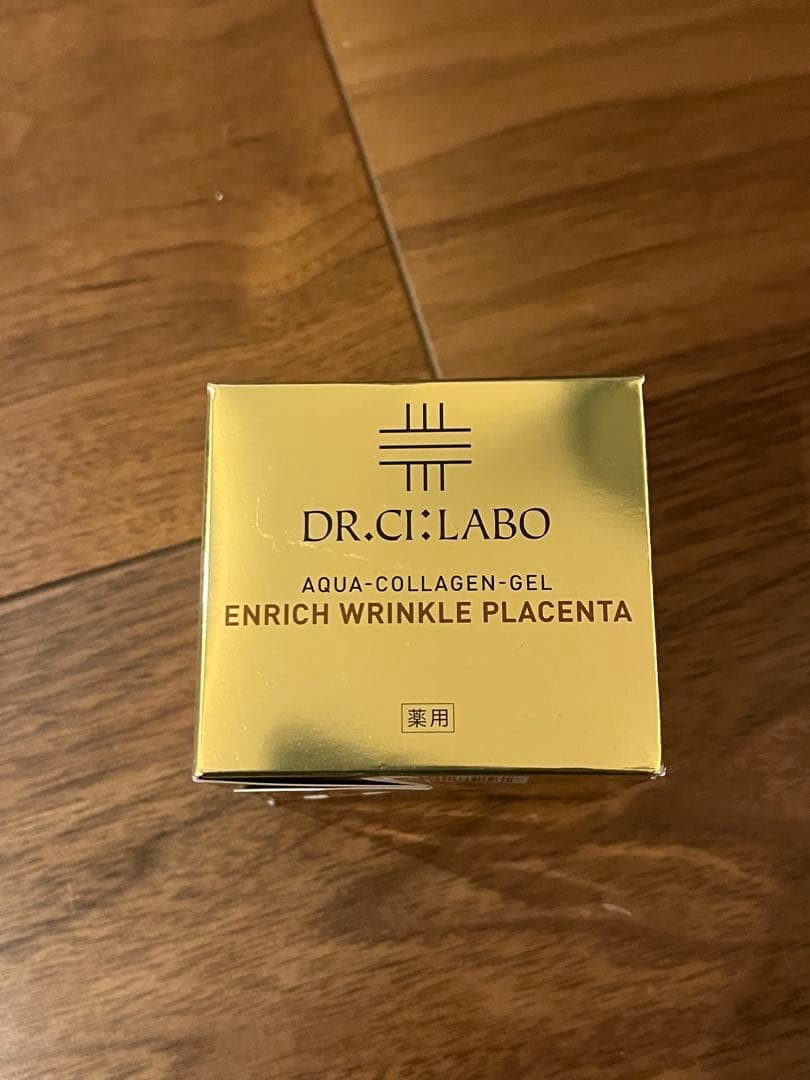 DR.CI:LABO
AQUA-COLLAGEN-GEL
ENRICH WRINKLE PLACENTA
薬用